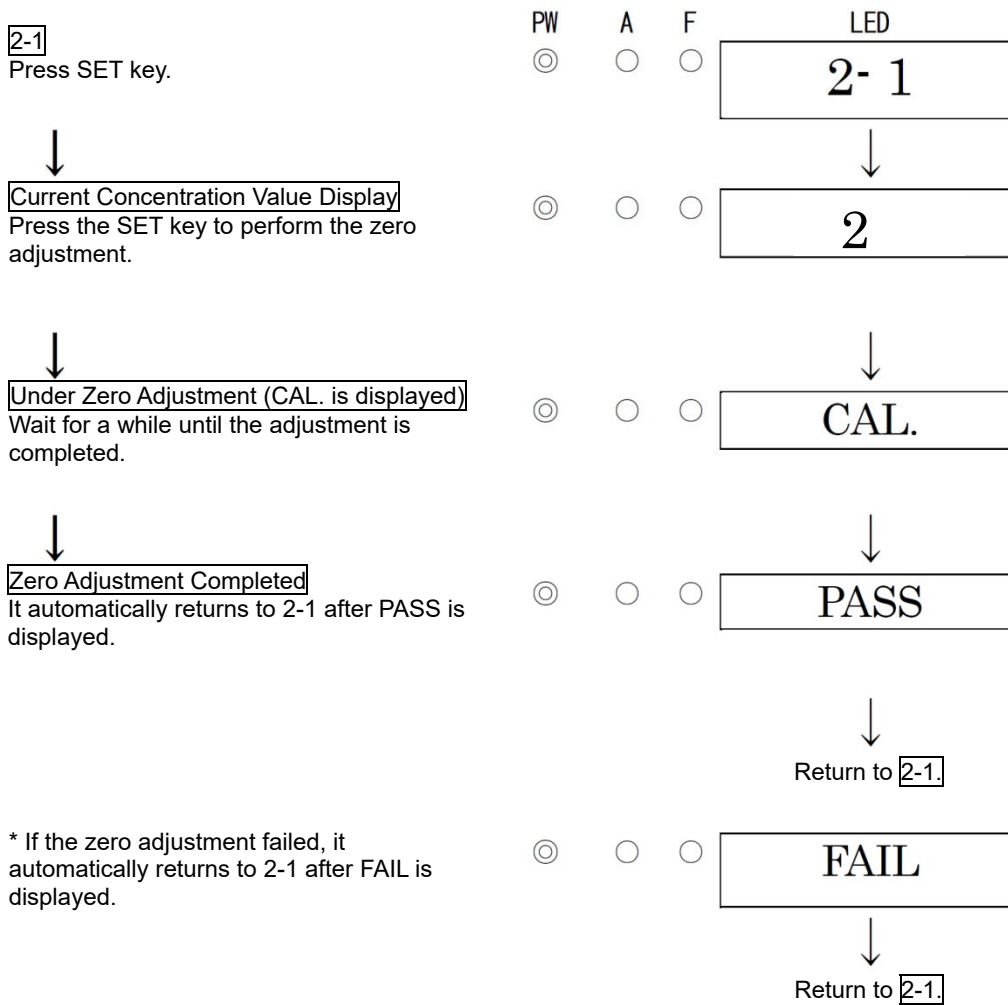 PW A F LED
2-1
Press SET key.
2- 1
Current Concentration Value Display
Press the SET key to perform the zero
adjustment.
2
Under Zero Adjustment (CAL. is displayed)
Wait for a while until the adjustment is
completed.
CAL.
Zero Adjustment Completed
It automatically returns to 2-1 after PASS is
displayed.
PASS
Return to 2-1.
* If the zero adjustment failed, it
automatically returns to 2-1 after FAIL is
displayed.
FAIL
Return to 2-1.